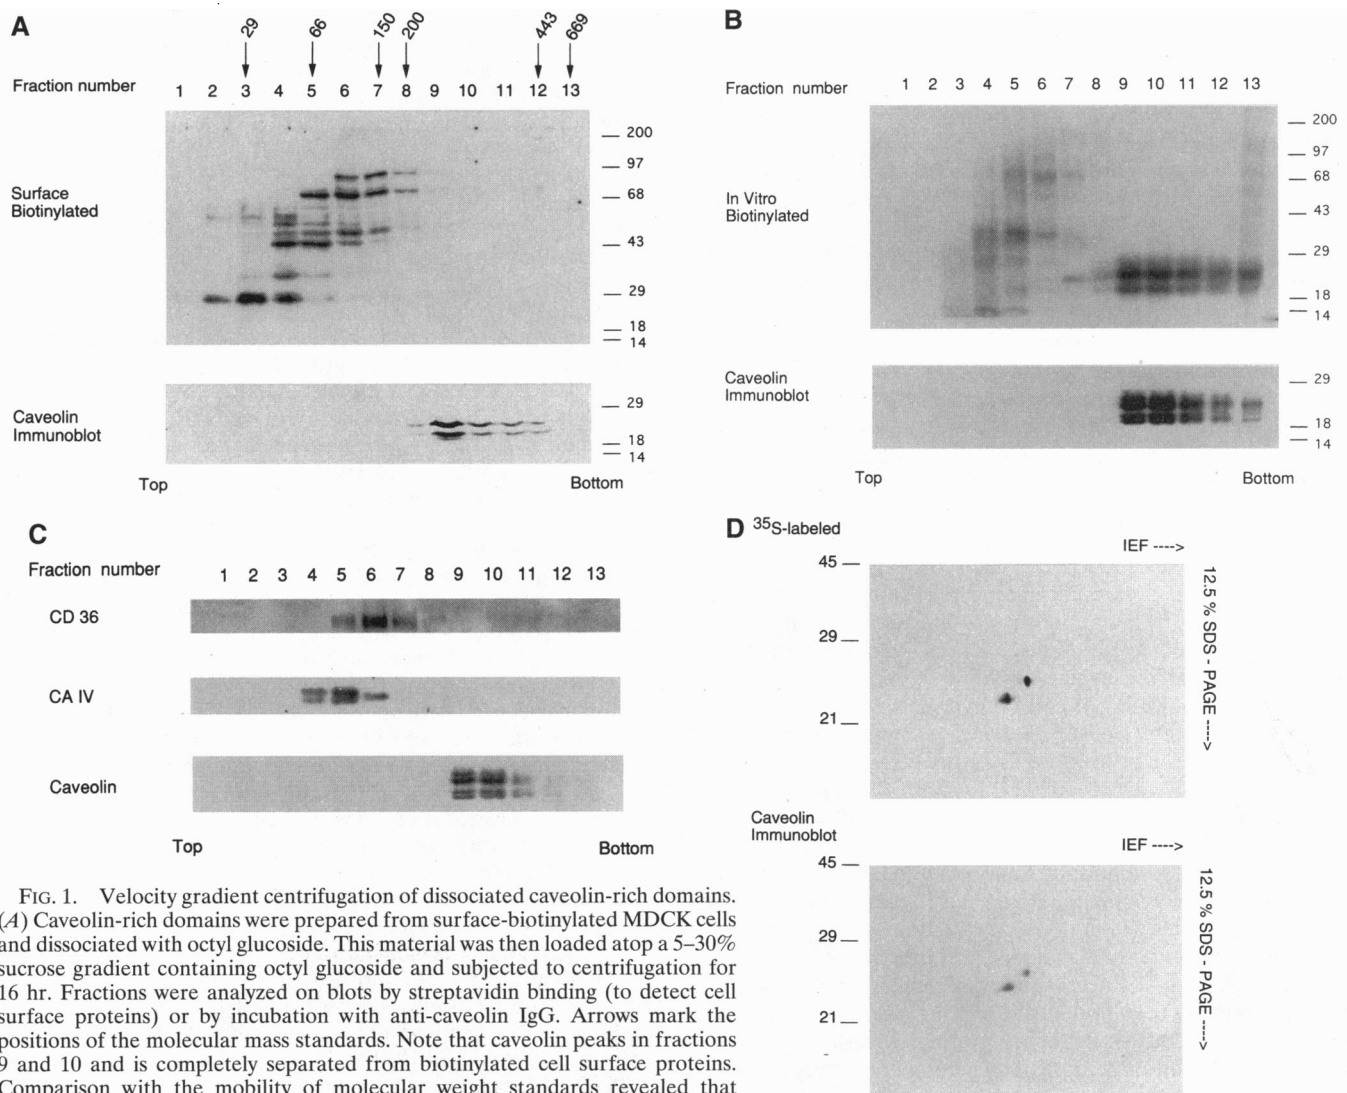 A
29 66 150 200 443 669
Fraction number 1 2 3 4 5 6 7 8 9 10 11 12 13
200
97
Surface
Biotinylated
68
43
29
18
14
Caveolin
Immunoblot
29
18
14
Top Bottom
B
Fraction number 1 2 3 4 5 6 7 8 9 10 11 12 13
200
97
68
In Vitro
Biotinylated
43
29
18
14
Caveolin
Immunoblot
29
18
14
Top Bottom
C
Fraction number 1 2 3 4 5 6 7 8 9 10 11 12 13
CD 36
CA IV
Caveolin
Top Bottom
D 35S-labeled
IEF ---->
45
29
21
12.5 % SDS - PAGE ---->
Caveolin
Immunoblot
IEF ---->
45
29
21
12.5 % SDS - PAGE ---->
FIG. 1. Velocity gradient centrifugation of dissociated caveolin-rich domains.
(A) Caveolin-rich domains were prepared from surface-biotinylated MDCK cells
and dissociated with octyl glucoside. This material was then loaded atop a 5–30%
sucrose gradient containing octyl glucoside and subjected to centrifugation for
16 hr. Fractions were analyzed on blots by streptavidin binding (to detect cell
surface proteins) or by incubation with anti-caveolin IgG. Arrows mark the
positions of the molecular mass standards. Note that caveolin peaks in fractions
9 and 10 and is completely separated from biotinylated cell surface proteins.
Comparison with the mobility of molecular weight standards revealed that